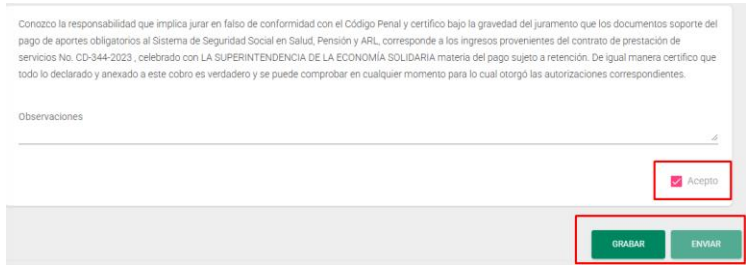 Conozco la responsabilidad que implica jurar en falso de conformidad con el Código Penal y certifico bajo la gravedad del juramento que los documentos soporte del
pago de aportes obligatorios al Sistema de Seguridad Social en Salud, Pensión y ARL, corresponde a los ingresos provenientes del contrato de prestación de
servicios No. CD-344-2023 , celebrado con LA SUPERINTENDENCIA DE LA ECONOMÍA SOLIDARIA materia del pago sujeto a retención. De igual manera certifico que
todo lo declarado y anexado a este cobro es verdadero y se puede comprobar en cualquier momento para lo cual otorgó las autorizaciones correspondientes.
Observaciones
Acepto
GRABAR ENVIAR